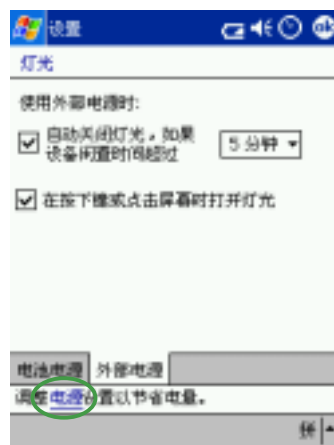 设置
ok
灯光
使用外部电源时:
自动关闭灯光，如果
设备闲置时间超过
5 分钟
在按下键或点击屏幕时打开灯光
电池电源 外部电源
调整电源设置以节省电量。
拼